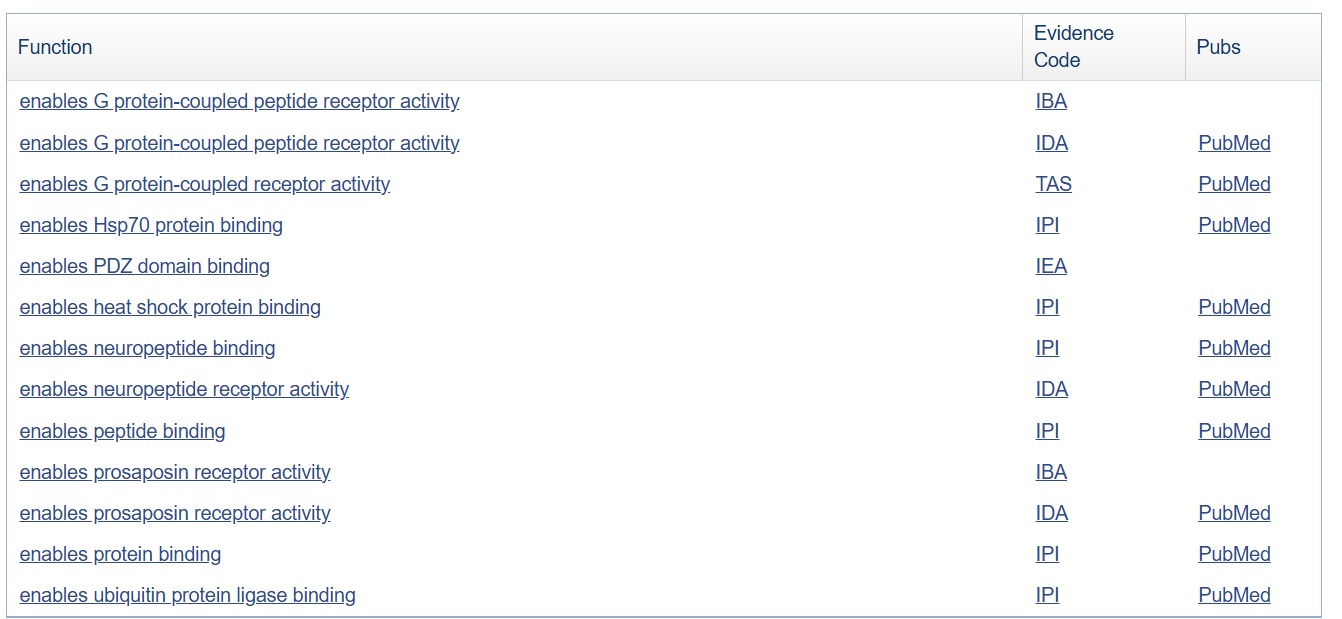 Function Evidence Code Pubs
enables G protein-coupled peptide receptor activity IBA
enables G protein-coupled peptide receptor activity IDA PubMed
enables G protein-coupled receptor activity TAS PubMed
enables Hsp70 protein binding IPI PubMed
enables PDZ domain binding IEA
enables heat shock protein binding IPI PubMed
enables neuropeptide binding IPI PubMed
enables neuropeptide receptor activity IDA PubMed
enables peptide binding IPI PubMed
enables prosaposin receptor activity IBA
enables prosaposin receptor activity IDA PubMed
enables protein binding IPI PubMed
enables ubiquitin protein ligase binding IPI PubMed